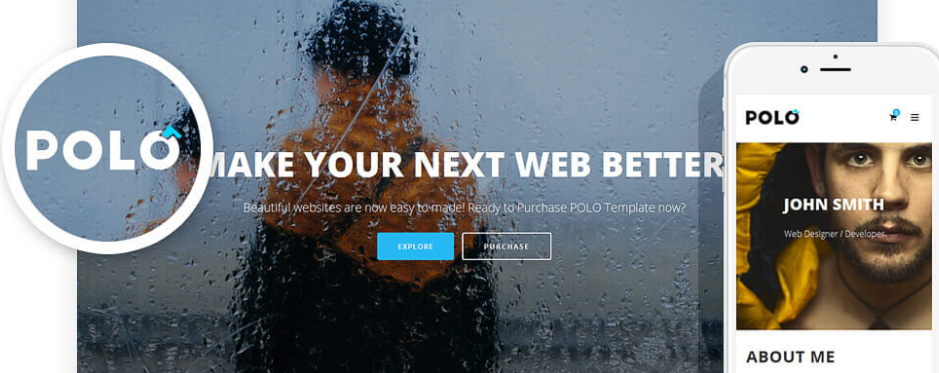 POLO
MAKE YOUR NEXT WEB BETTER
Beautiful websites are now easy to made! Ready to Purchase POLO Template now?
EXPLORE
PURCHASE
POLO
JOHN SMITH
Web Designer / Developer
ABOUT ME